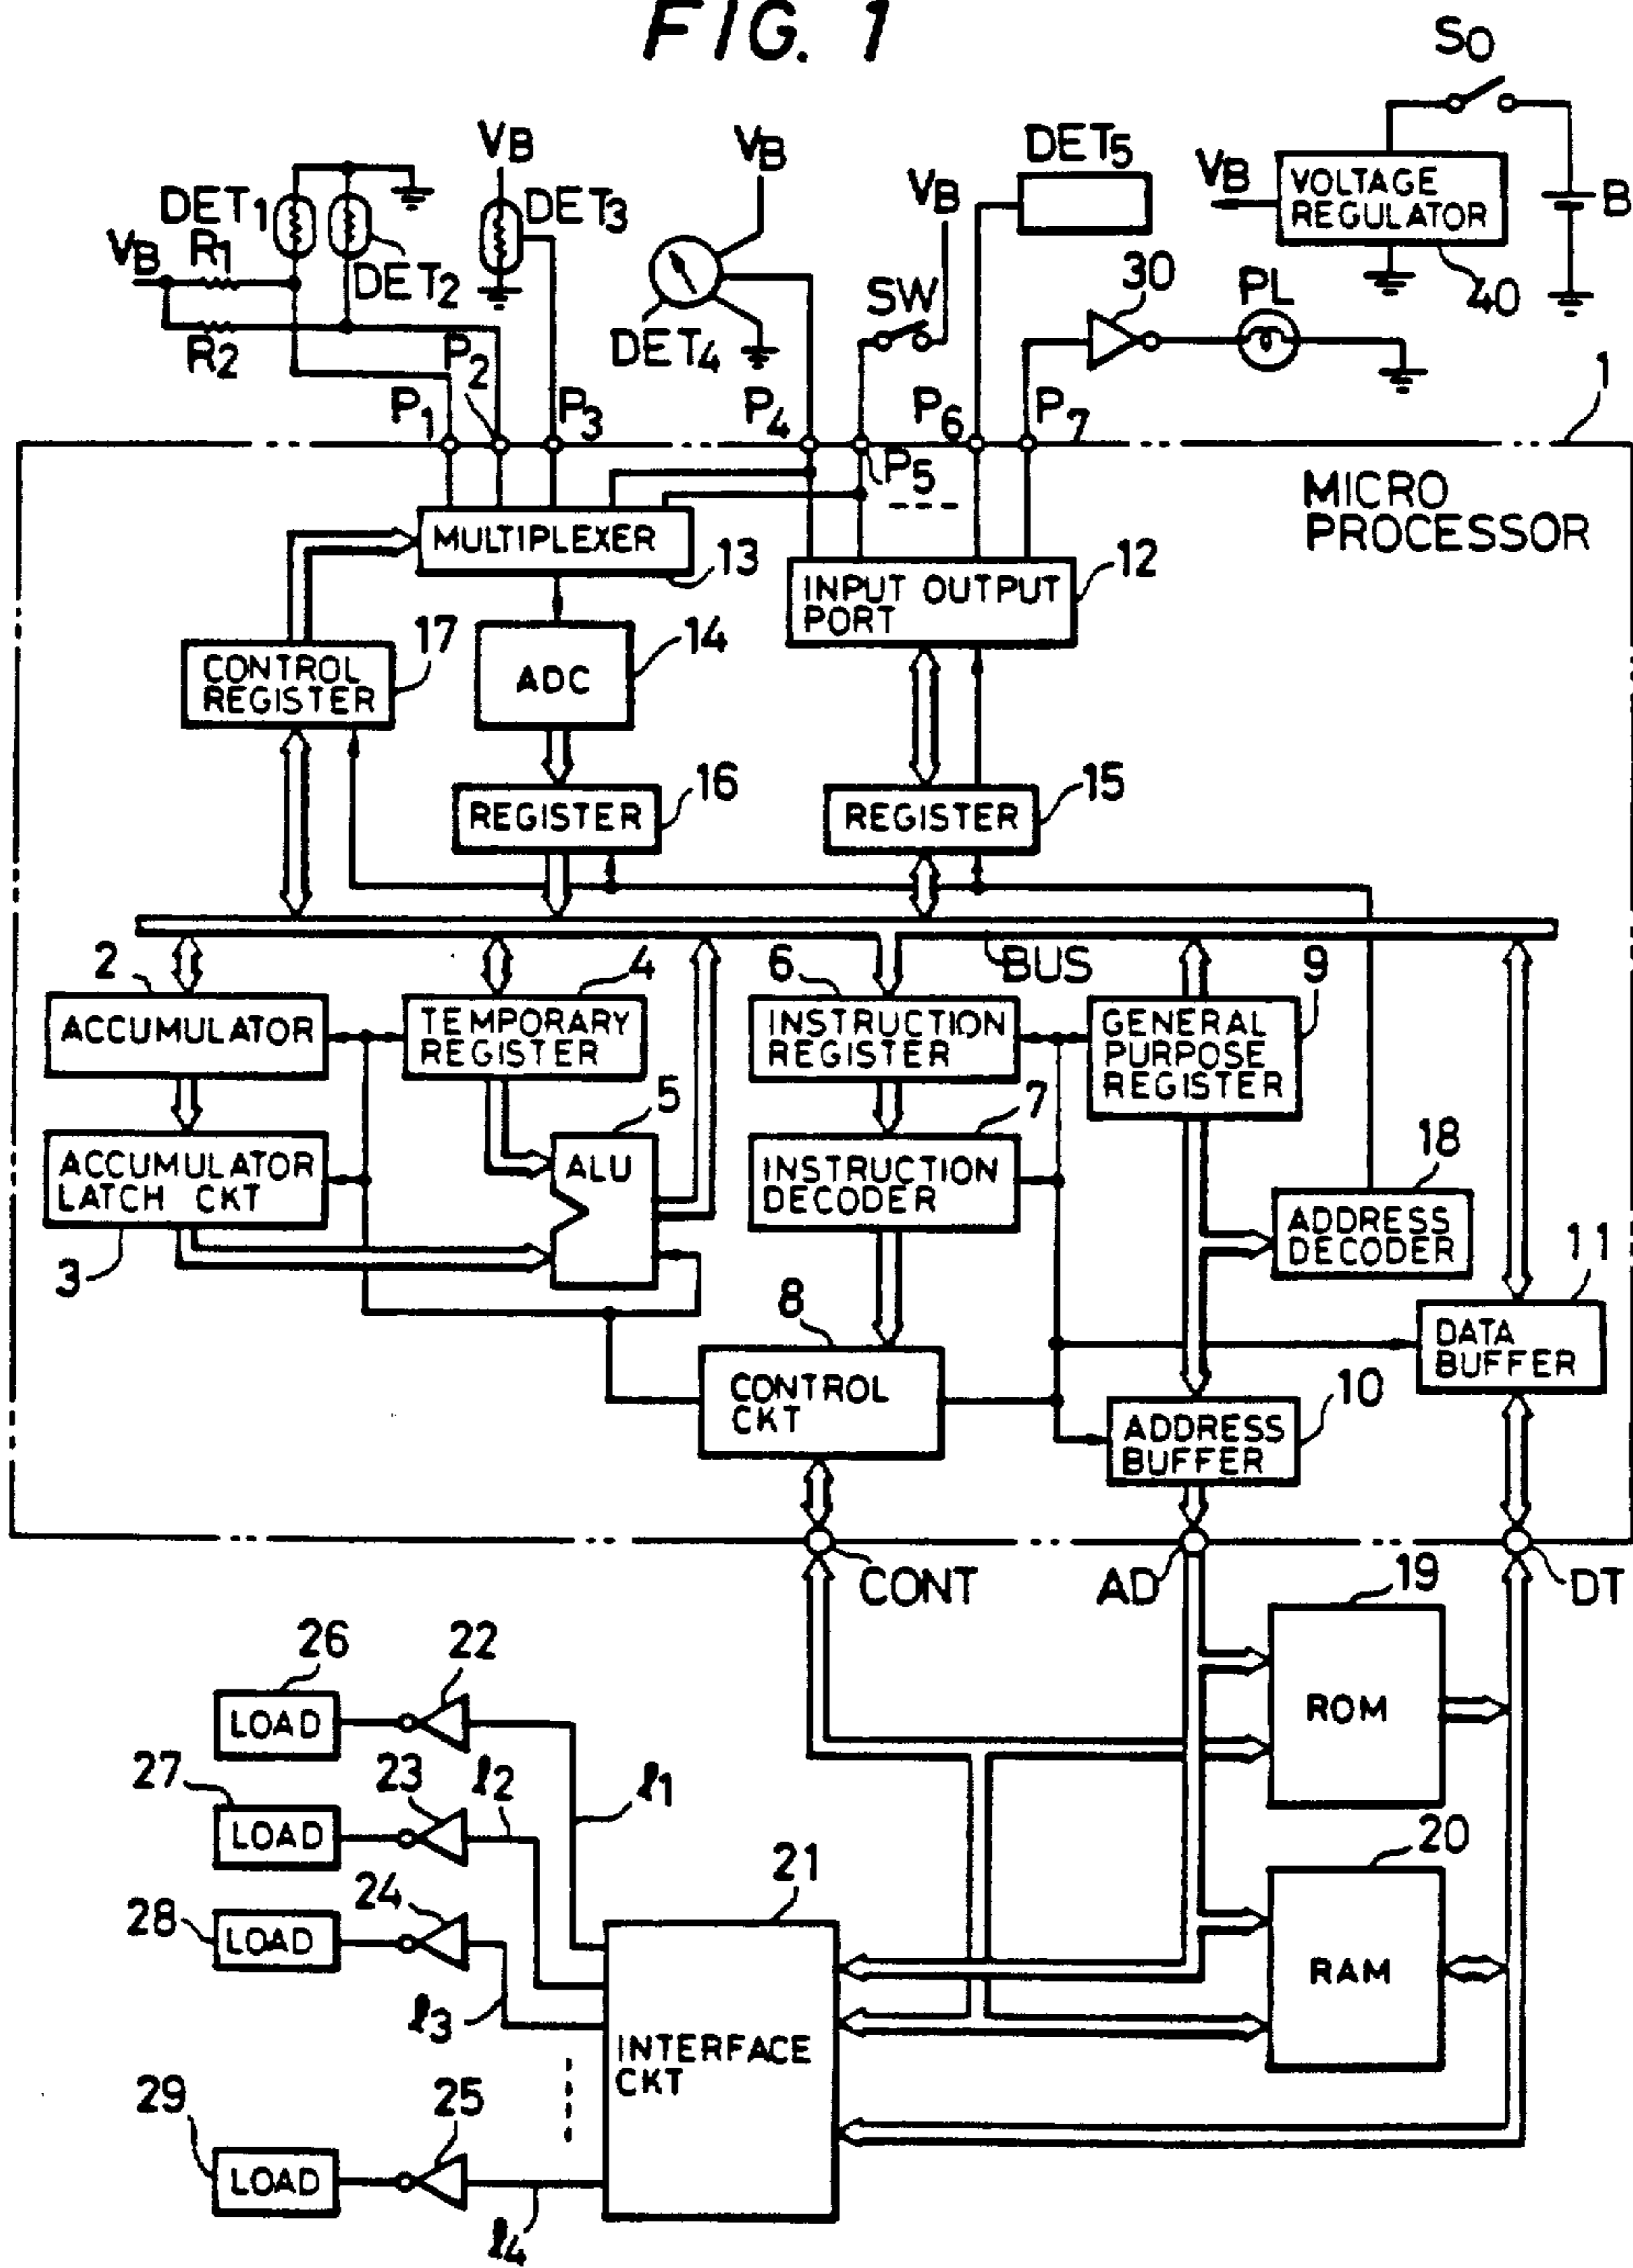 FIG. 1
S0
VB
VB
DET5
DET1
DET3
VB
VB
VOLTAGE
REGULATOR
B
VB
R1
DET2
SW
30
PL
40
R2
P2
DET4
1
P1
P3
P4
P6
P7
P5
MICRO
PROCESSOR
MULTIPLEXER
13
INPUT OUTPUT
PORT
12
17
14
CONTROL
REGISTER
ADC
16
15
REGISTER
REGISTER
2
4
6
BUS
9
ACCUMULATOR
TEMPORARY
REGISTER
INSTRUCTION
REGISTER
GENERAL
PURPOSE
REGISTER
5
7
ACCUMULATOR
LATCH CKT
ALU
INSTRUCTION
DECODER
18
ADDRESS
DECODER
3
11
8
DATA
BUFFER
CONTROL
CKT
10
ADDRESS
BUFFER
CONT
AD
DT
19
26
22
LOAD
ROM
27
23
l2
l1
LOAD
20
24
21
28
LOAD
RAM
l3
INTERFACE
CKT
29
25
LOAD
l4